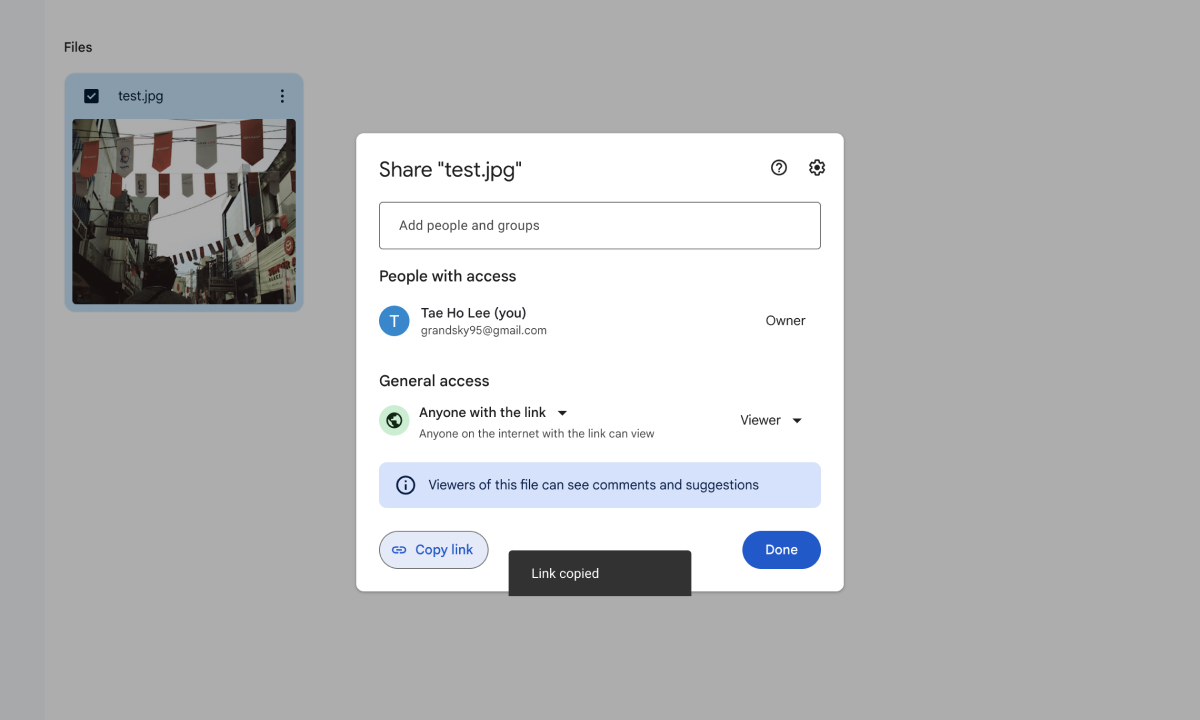 Files
test.jpg
Share "test.jpg"
Add people and groups
People with access
T
Tae Ho Lee (you)
grandsky95@gmail.com
Owner
General access
Anyone with the link
Anyone on the internet with the link can view
Viewer
Viewers of this file can see comments and suggestions
Copy link
Done
Link copied